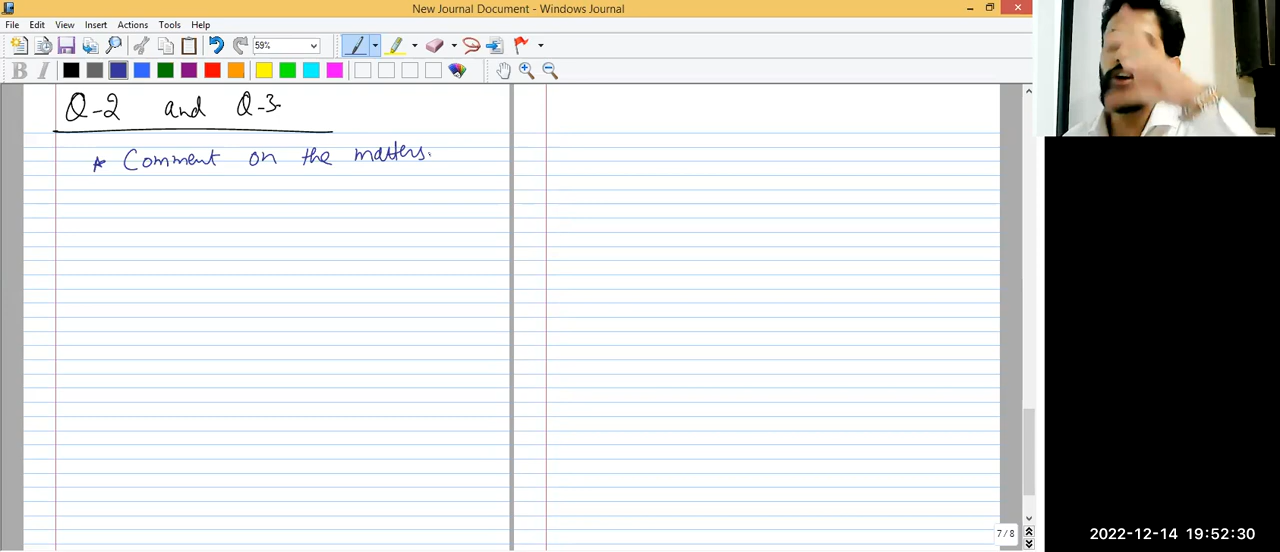 New Journal Document - Windows Journal
File Edit View Insert Actions Tools Help
59%
B I
Q-2 and Q-3
* Comment on the matters.
7 / 8
2022-12-14 19:52:30